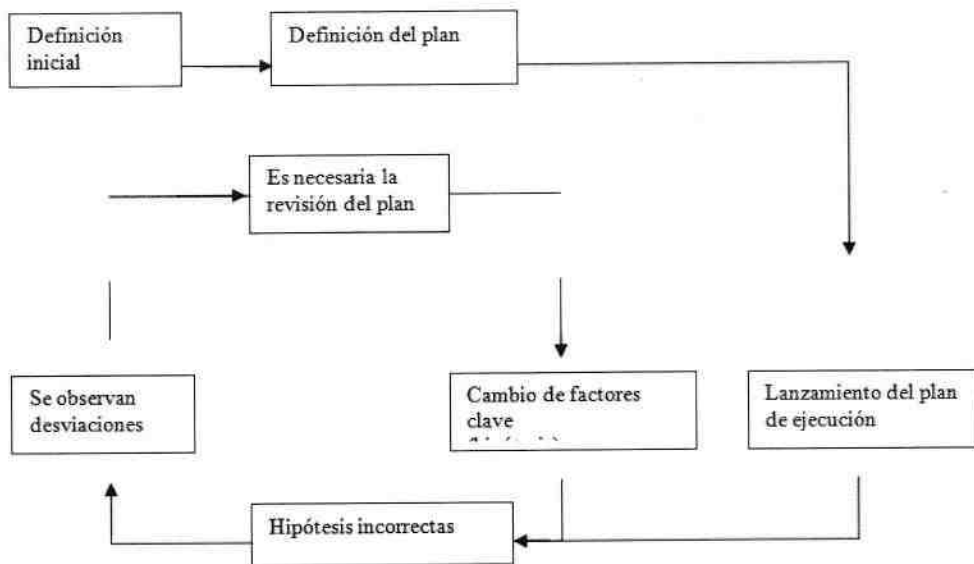 Definición
inicial
Definición del plan
Es necesaria la
revisión del plan
Se observan
desviaciones
Cambio de factores
clave
Lanzamiento del plan
de ejecución
Hipótesis incorrectas